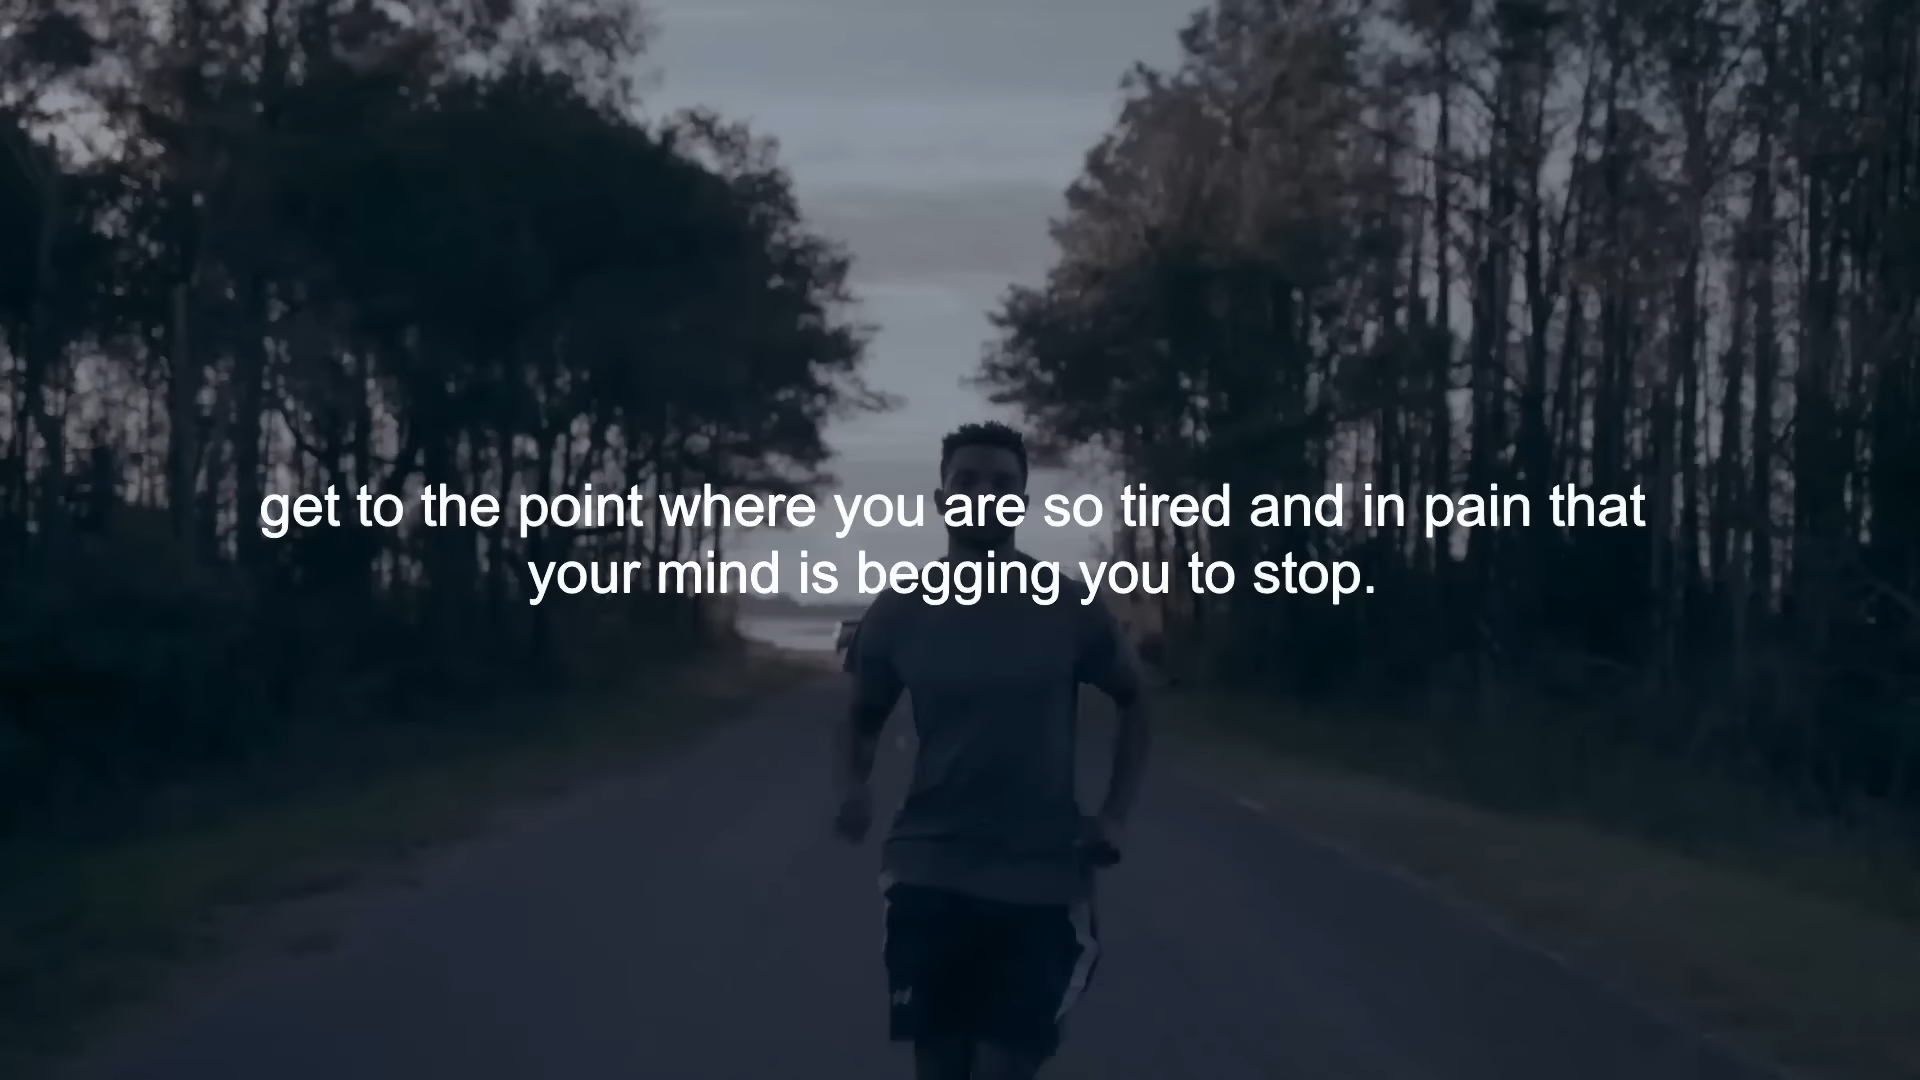 get to the point where you are so tired and in pain that
your mind is begging you to stop.